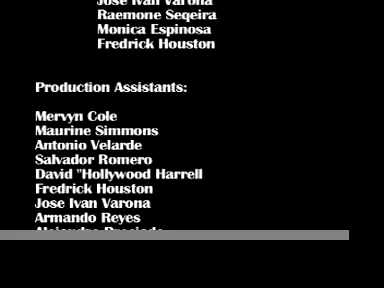 Jose Ivan Varona
Raemone Seqeira
Monica Espinosa
Fredrick Houston
Production Assistants:
Mervyn Cole
Maurine Simmons
Antonio Velarde
Salvador Romero
David "Hollywood Harrell
Fredrick Houston
Jose Ivan Varona
Armando Reyes